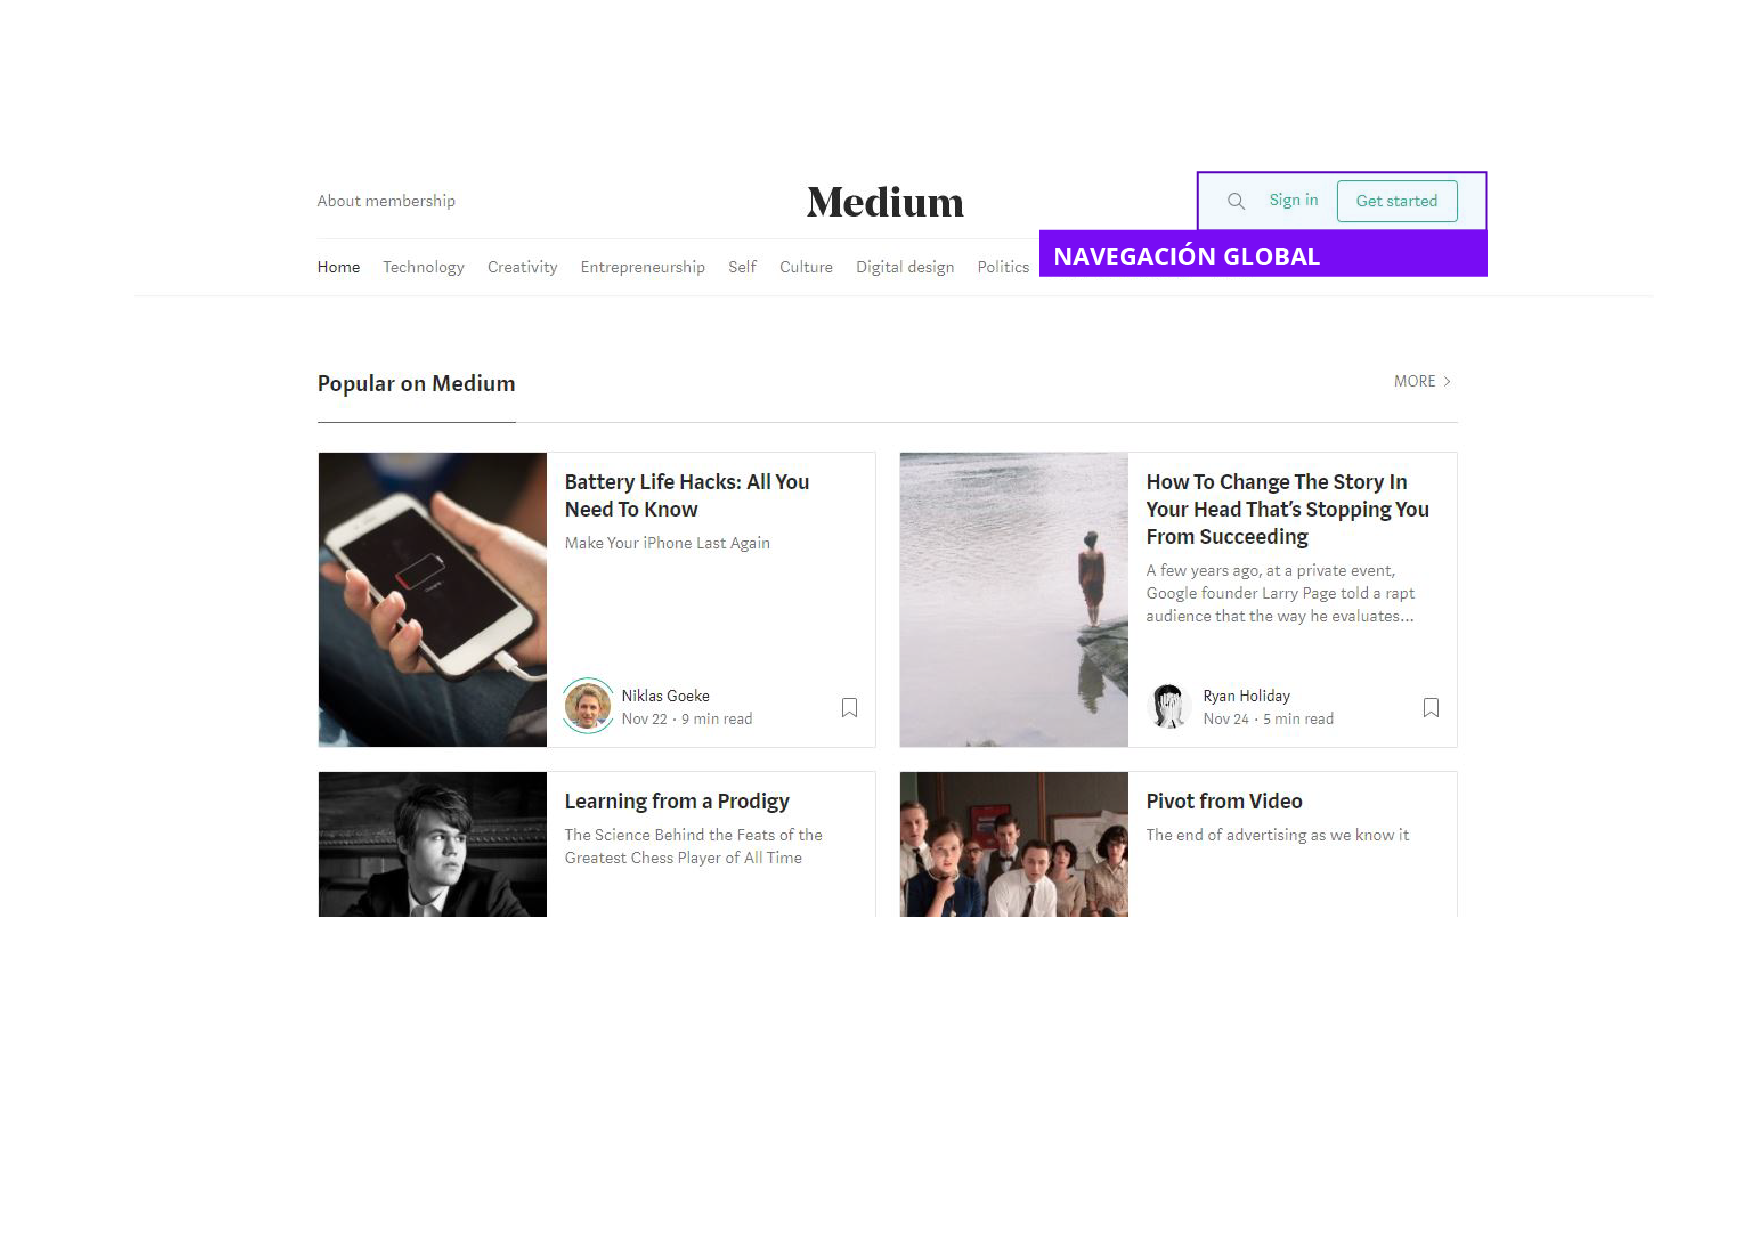 About membership
Medium
Sign in
Get started
NAVEGACIÓN GLOBAL
Home Technology Creativity Entrepreneurship Self Culture Digital design Politics
Popular on Medium
MORE
Battery Life Hacks: All You
Need To Know
Make Your iPhone Last Again
Niklas Goeke
Nov 22 • 9 min read
How To Change The Story In
Your Head That's Stopping You
From Succeeding
A few years ago, at a private event,
Google founder Larry Page told a rapt
audience that the way he evaluates...
Ryan Holiday
Nov 24 • 5 min read
Learning from a Prodigy
The Science Behind the Feats of the
Greatest Chess Player of All Time
Pivot from Video
The end of advertising as we know it